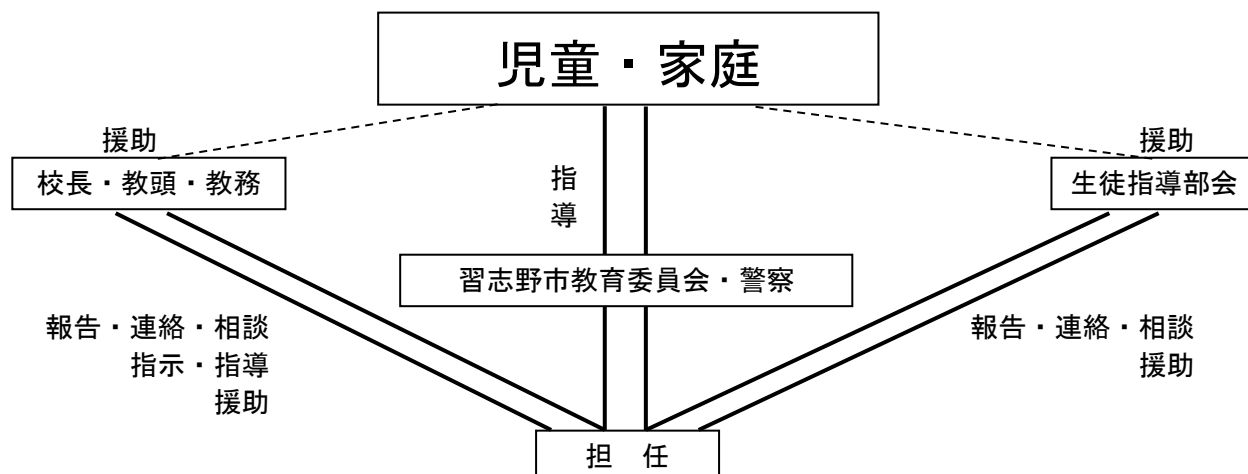 児童・家庭
援助
援助
校長・教頭・教務
生徒指導部会
指導
習志野市教育委員会・警察
報告・連絡・相談
指示・指導
援助
報告・連絡・相談
援助
担　任